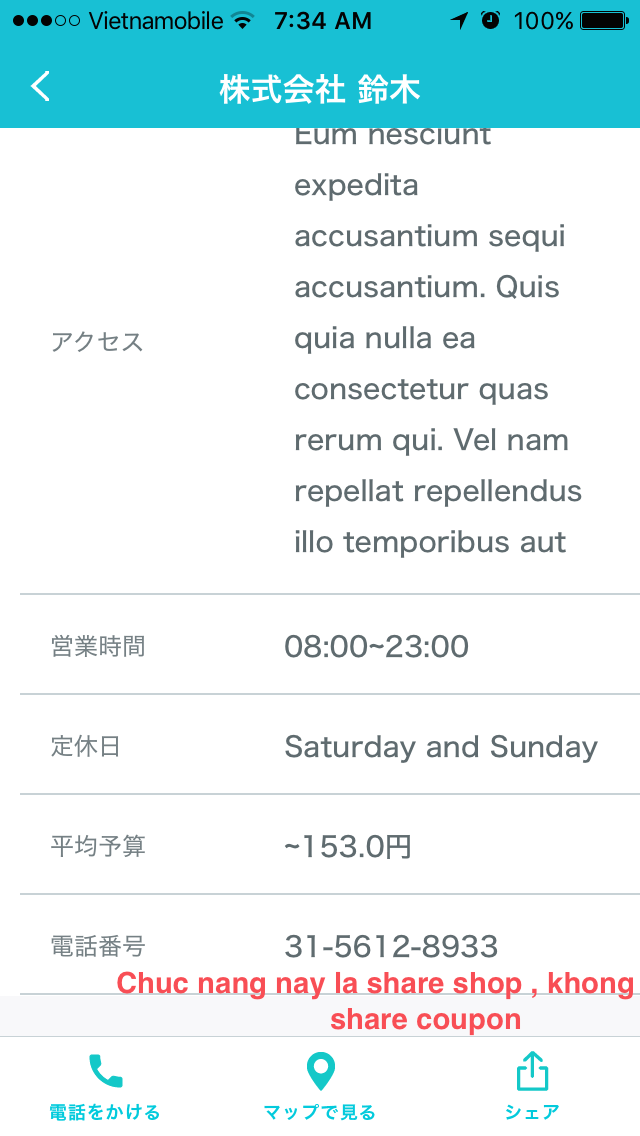 Vietnamobile 7:34 AM 100%
株式会社 鈴木
Eum nesciunt
expedita
accusantium sequi
accusantium. Quis
quia nulla ea
consectetur quas
rerum qui. Vel nam
repellat repellendus
illo temporibus aut
アクセス
営業時間 08:00~23:00
定休日 Saturday and Sunday
平均予算 ~153.0円
電話番号 31-5612-8933
Chuc nang nay la share shop , khong
share coupon
電話をかける マップで見る シェア